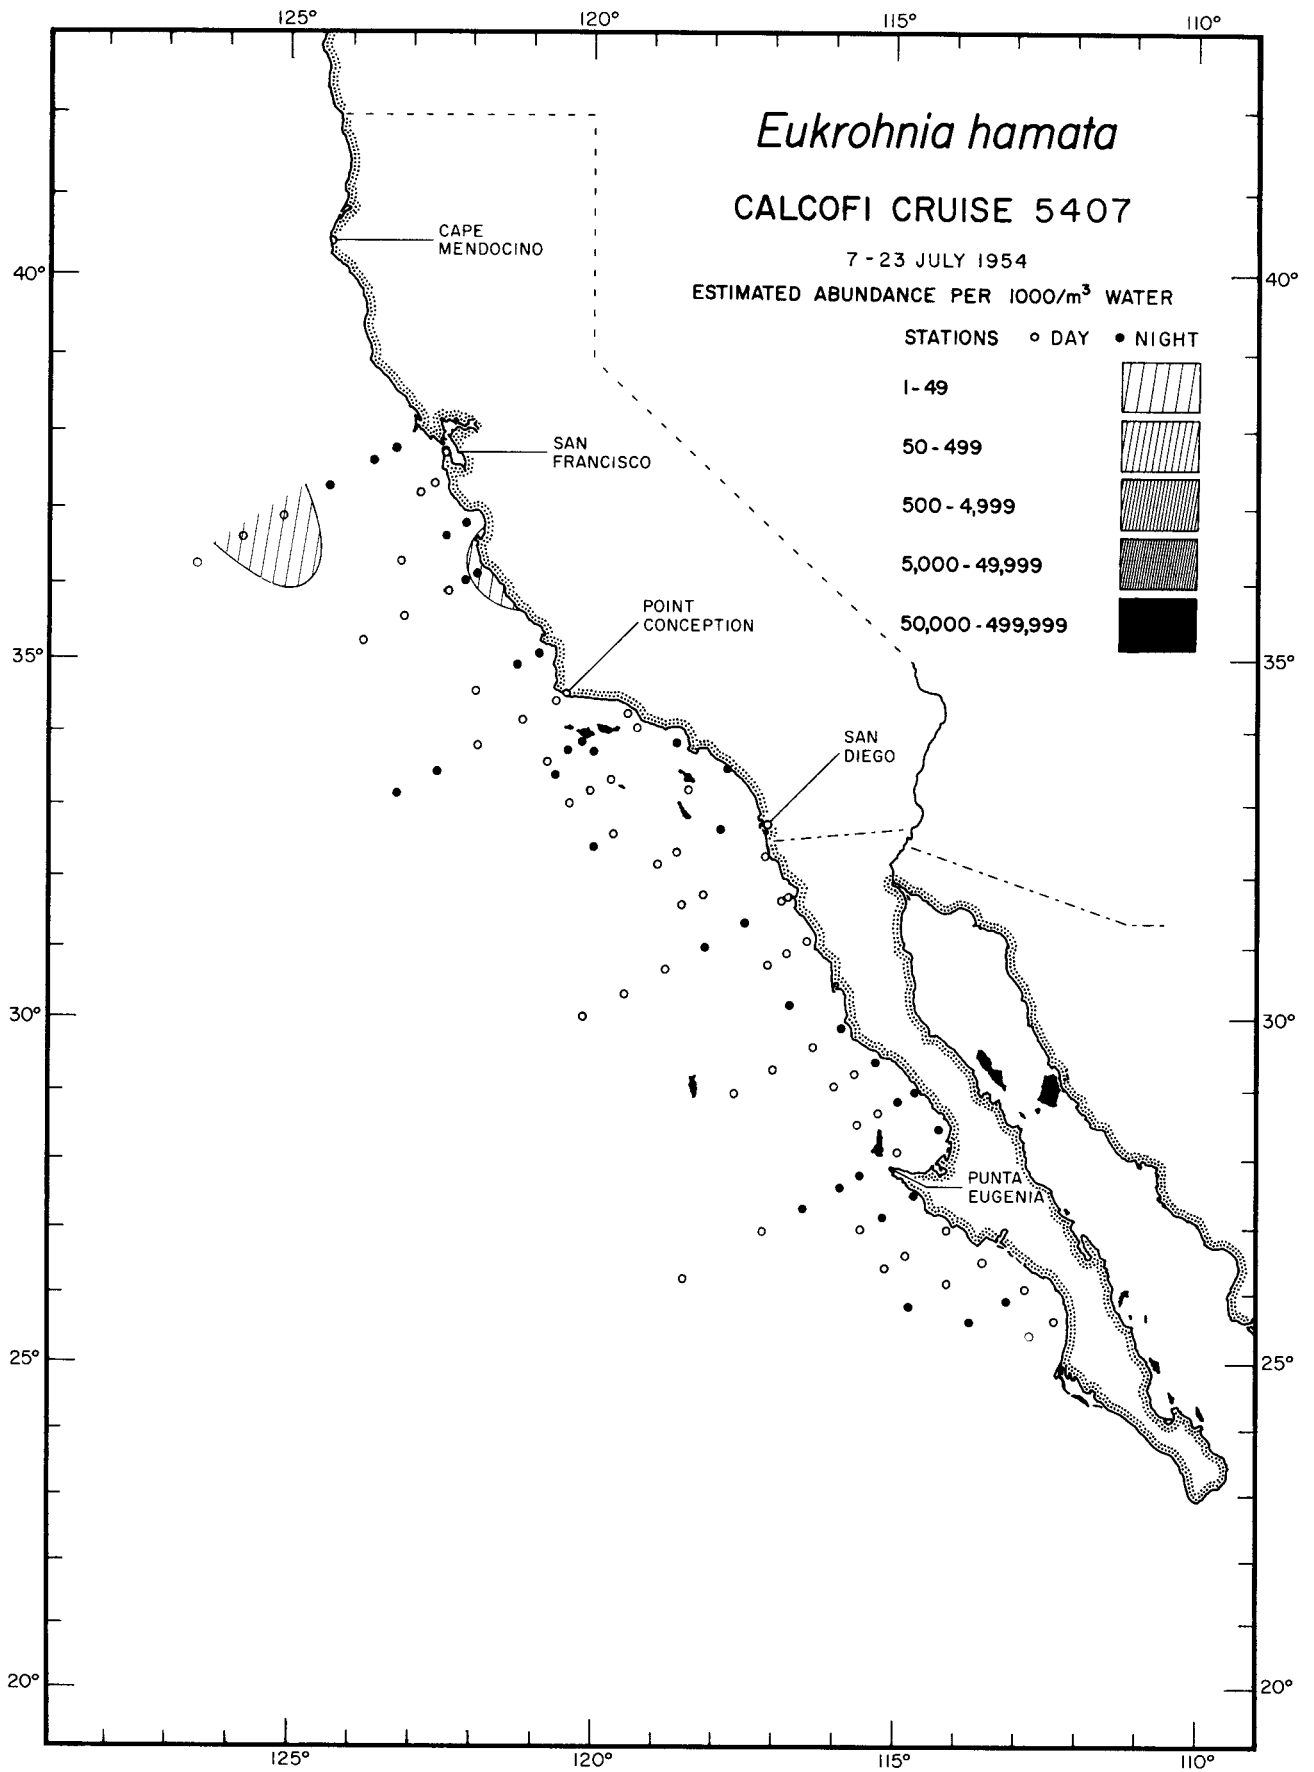 125° 120° 115° 110°
Eukrohnia hamata
CALCOFI CRUISE 5407
7-23 JULY 1954
ESTIMATED ABUNDANCE PER 1000/m³ WATER
STATIONS ○ DAY ● NIGHT
1-49
50-499
500-4,999
5,000-49,999
50,000-499,999
CAPE
MENDOCINO
40° 40°
SAN
FRANCISCO
POINT
CONCEPTION
35° 35°
SAN
DIEGO
30° 30°
PUNTA
EUGENIA
25° 25°
20° 20°
125° 120° 115° 110°